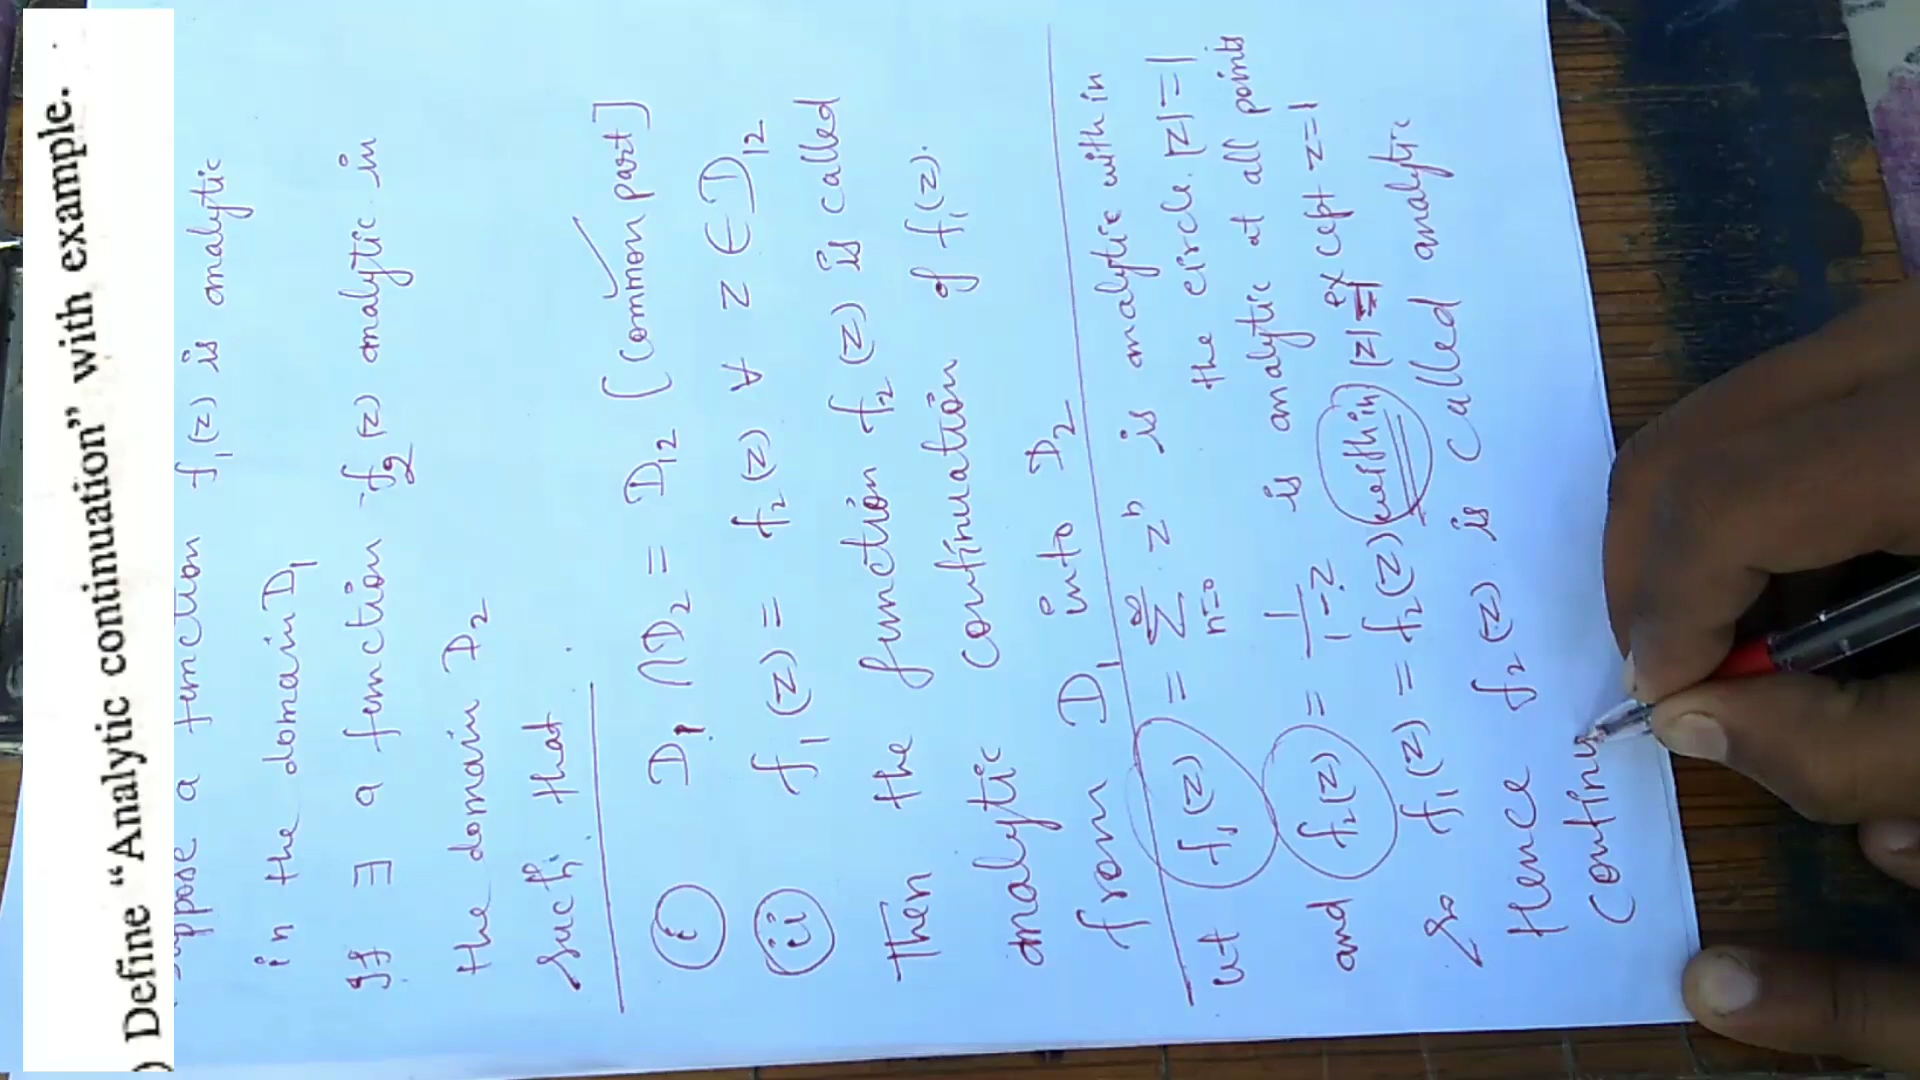 ) Define “Analytic continuation” with example.
Suppose a function f₁(z) is analytic
in the domain D₁
If ∃ a function f₂(z) analytic in
the domain D₂
such that
(i) D₁ ∩ D₂ = D₁₂ [Common part]
(ii) f₁(z) = f₂(z) ∀ z ∈ D₁₂
Then the function f₂(z) is called
analytic continuation of f₁(z).
from D₁ into D₂
Let f₁(z) = ∑_{n=0}^{∞} zⁿ is analytic within
the circle |z|=1
and f₂(z) = 1/(1-z) is analytic at all points
except z=1
So f₁(z) = f₂(z) |z|=1
Hence f₂(z) is called analytic
Continu